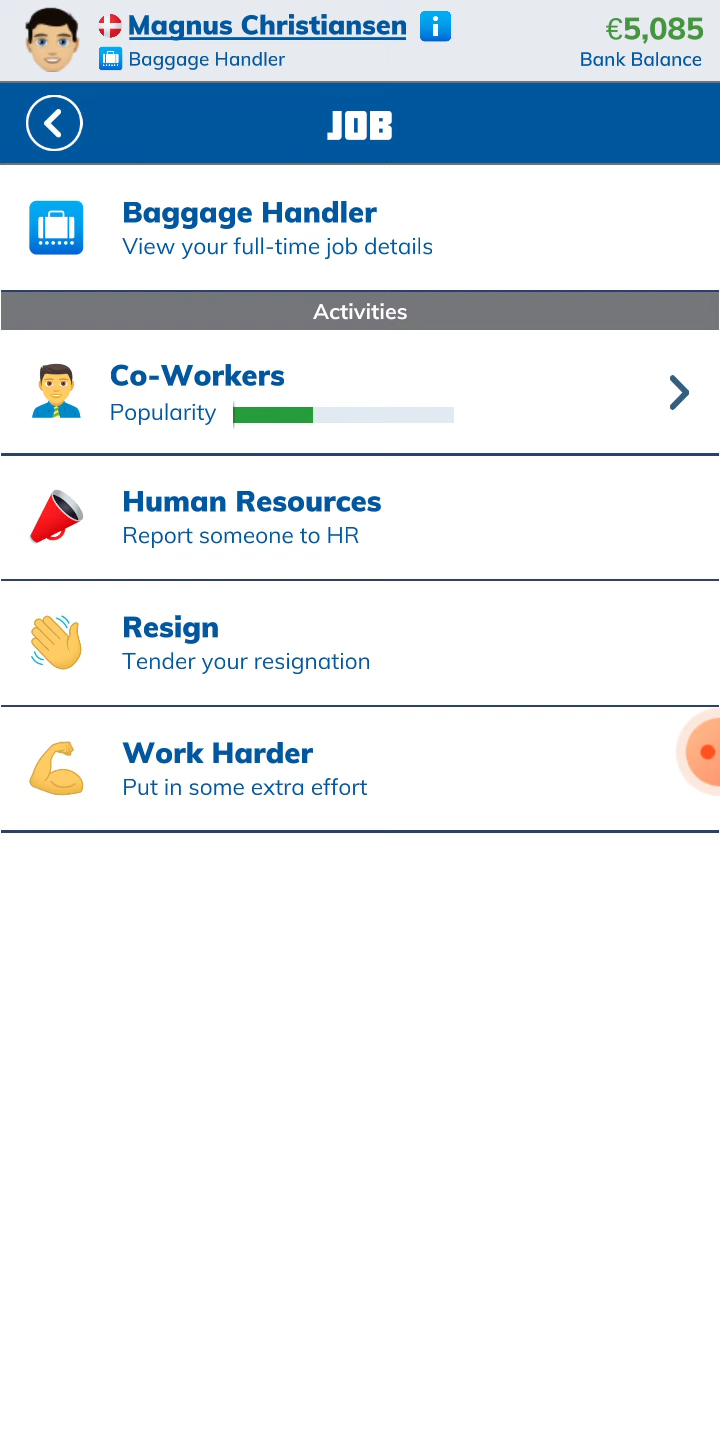 Magnus Christiansen
€5,085
Baggage Handler
Bank Balance
JOB
Baggage Handler
View your full-time job details
Activities
Co-Workers
Popularity
Human Resources
Report someone to HR
Resign
Tender your resignation
Work Harder
Put in some extra effort